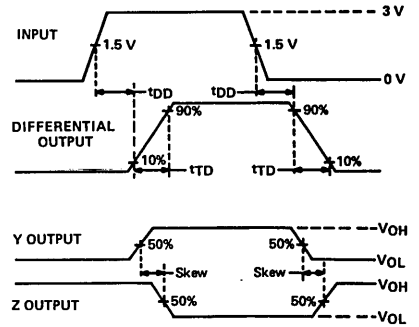 3 V
INPUT
1.5 V
1.5 V
0 V
tDD
tDD
DIFFERENTIAL
OUTPUT
90%
90%
10%
10%
tTD
tTD
Y OUTPUT
50%
50%
VOH
VOL
Skew
Skew
Z OUTPUT
50%
50%
VOH
VOL